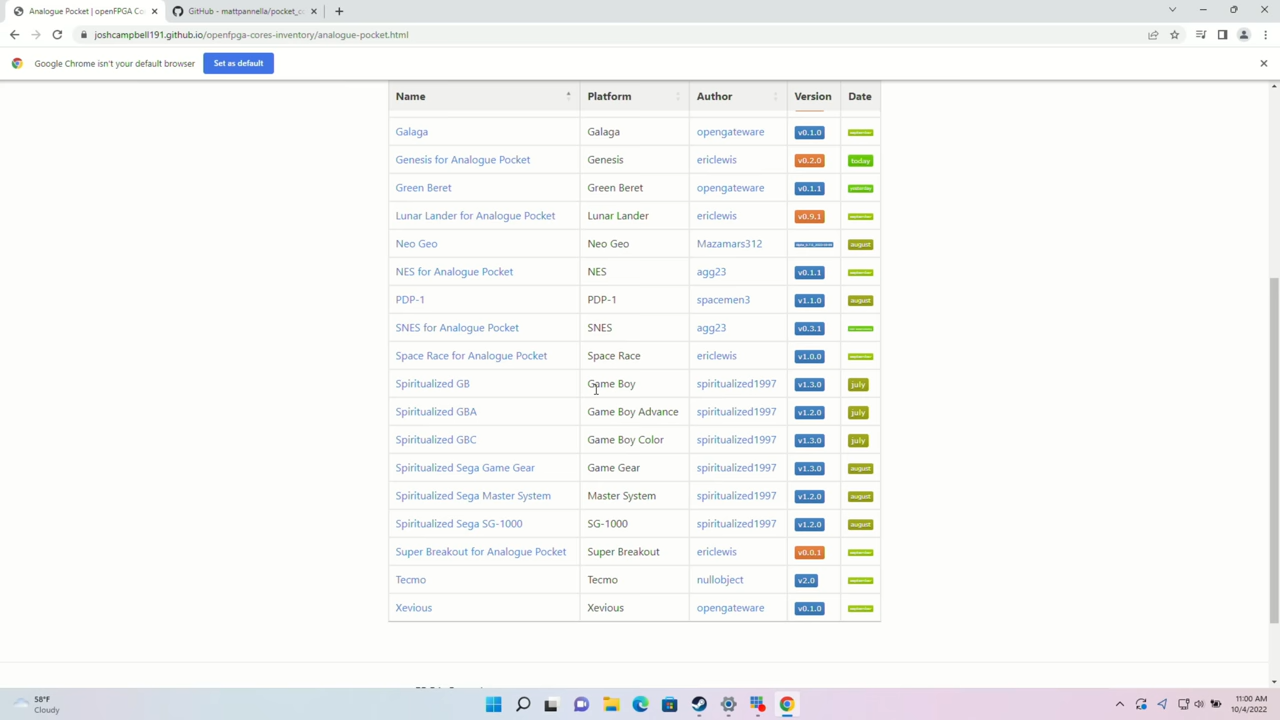 Analogue Pocket | openFPGA Co
GitHub - mattpannella/pocket_c
joshcampbell191.github.io/openfpga-cores-inventory/analogue-pocket.html
Google Chrome isn't your default browser Set as default
Name Platform Author Version Date
Galaga Galaga opengateware v0.1.0 september
Genesis for Analogue Pocket Genesis ericlewis v0.2.0 today
Green Beret Green Beret opengateware v0.1.1 yesterday
Lunar Lander for Analogue Pocket Lunar Lander ericlewis v0.9.1 september
Neo Geo Neo Geo Mazamars312 august
NES for Analogue Pocket NES agg23 v0.1.1 september
PDP-1 PDP-1 spacemen3 v1.1.0 august
SNES for Analogue Pocket SNES agg23 v0.3.1
Space Race for Analogue Pocket Space Race ericlewis v1.0.0 september
Spiritualized GB Game Boy spiritualized1997 v1.3.0 july
Spiritualized GBA Game Boy Advance spiritualized1997 v1.2.0 july
Spiritualized GBC Game Boy Color spiritualized1997 v1.3.0 july
Spiritualized Sega Game Gear Game Gear spiritualized1997 v1.3.0 august
Spiritualized Sega Master System Master System spiritualized1997 v1.2.0 august
Spiritualized Sega SG-1000 SG-1000 spiritualized1997 v1.2.0 august
Super Breakout for Analogue Pocket Super Breakout ericlewis v0.0.1 september
Tecmo Tecmo nullobject v2.0 september
Xevious Xevious opengateware v0.1.0 september
58°F
Cloudy
11:00 AM
10/4/2022